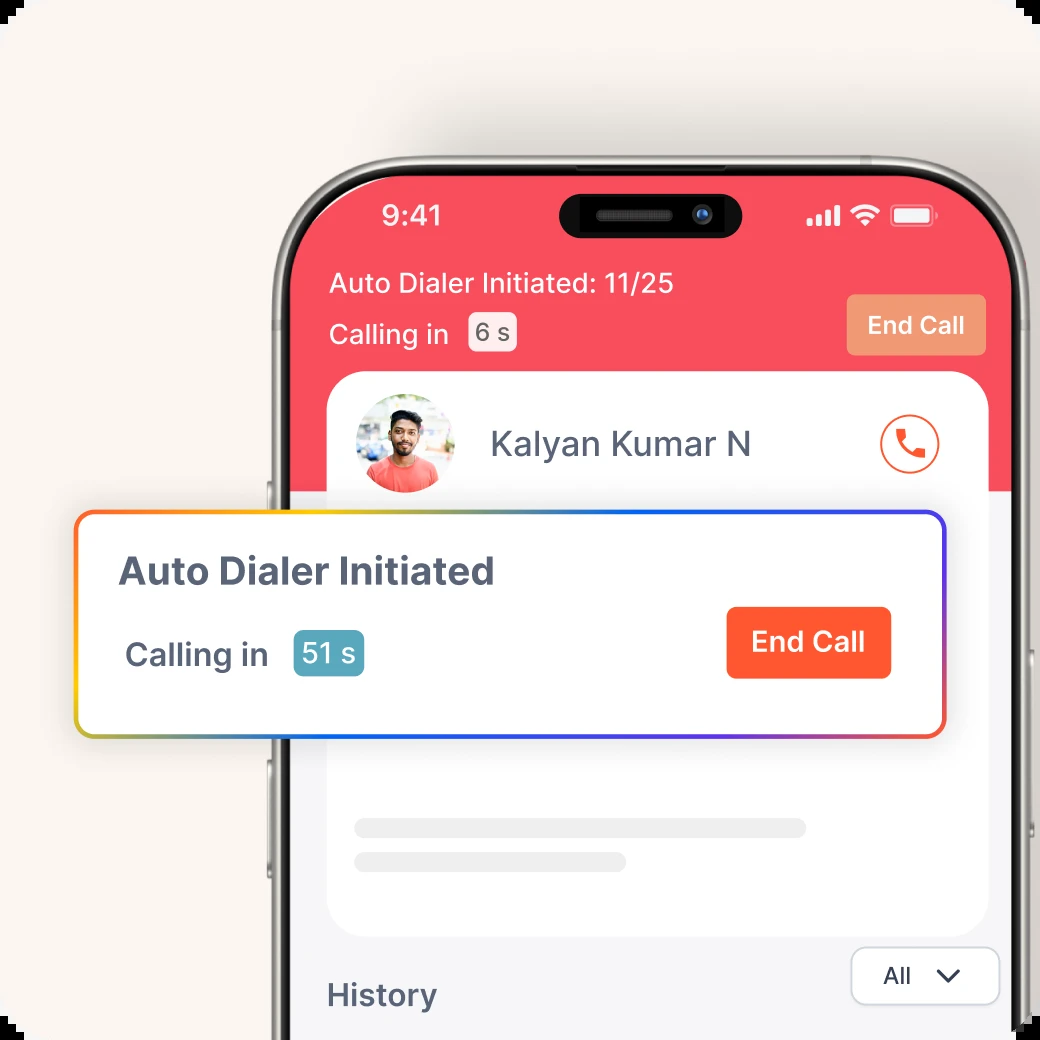 9:41
Auto Dialer Initiated: 11/25
Calling in 6 s
End Call
Kalyan Kumar N
Auto Dialer Initiated
Calling in 51 s
End Call
History
All